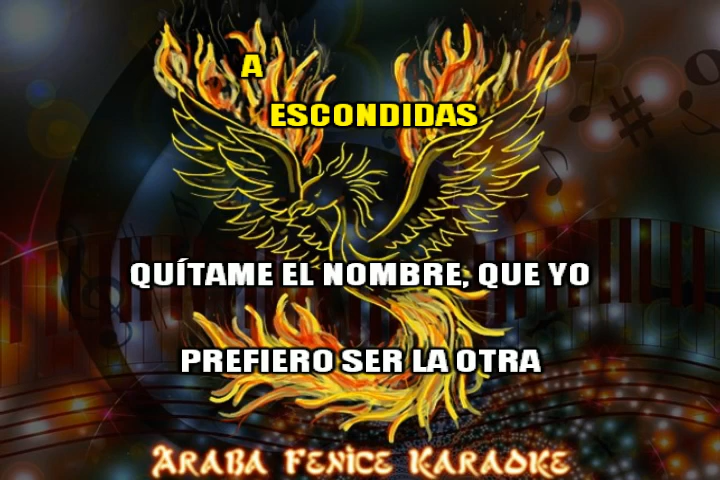 A
ESCONDIDAS
QUÍTAME EL NOMBRE, QUE YO
PREFIERO SER LA OTRA
ARABA FENICE KARAOKE